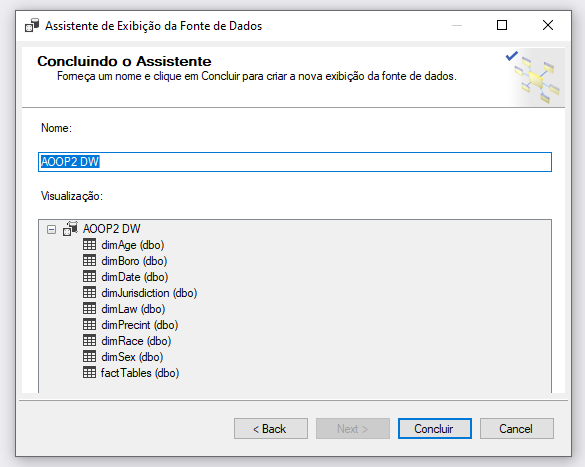 Assistente de Exibição da Fonte de Dados
Concluindo o Assistente
Forneça um nome e clique em Concluir para criar a nova exibição da fonte de dados.
Nome:
AOOP2 DW
Visualização:
AOOP2 DW
dimAge (dbo)
dimBoro (dbo)
dimDate (dbo)
dimJurisdiction (dbo)
dimLaw (dbo)
dimPrecint (dbo)
dimRace (dbo)
dimSex (dbo)
factTables (dbo)
< Back
Next >
Concluir
Cancel